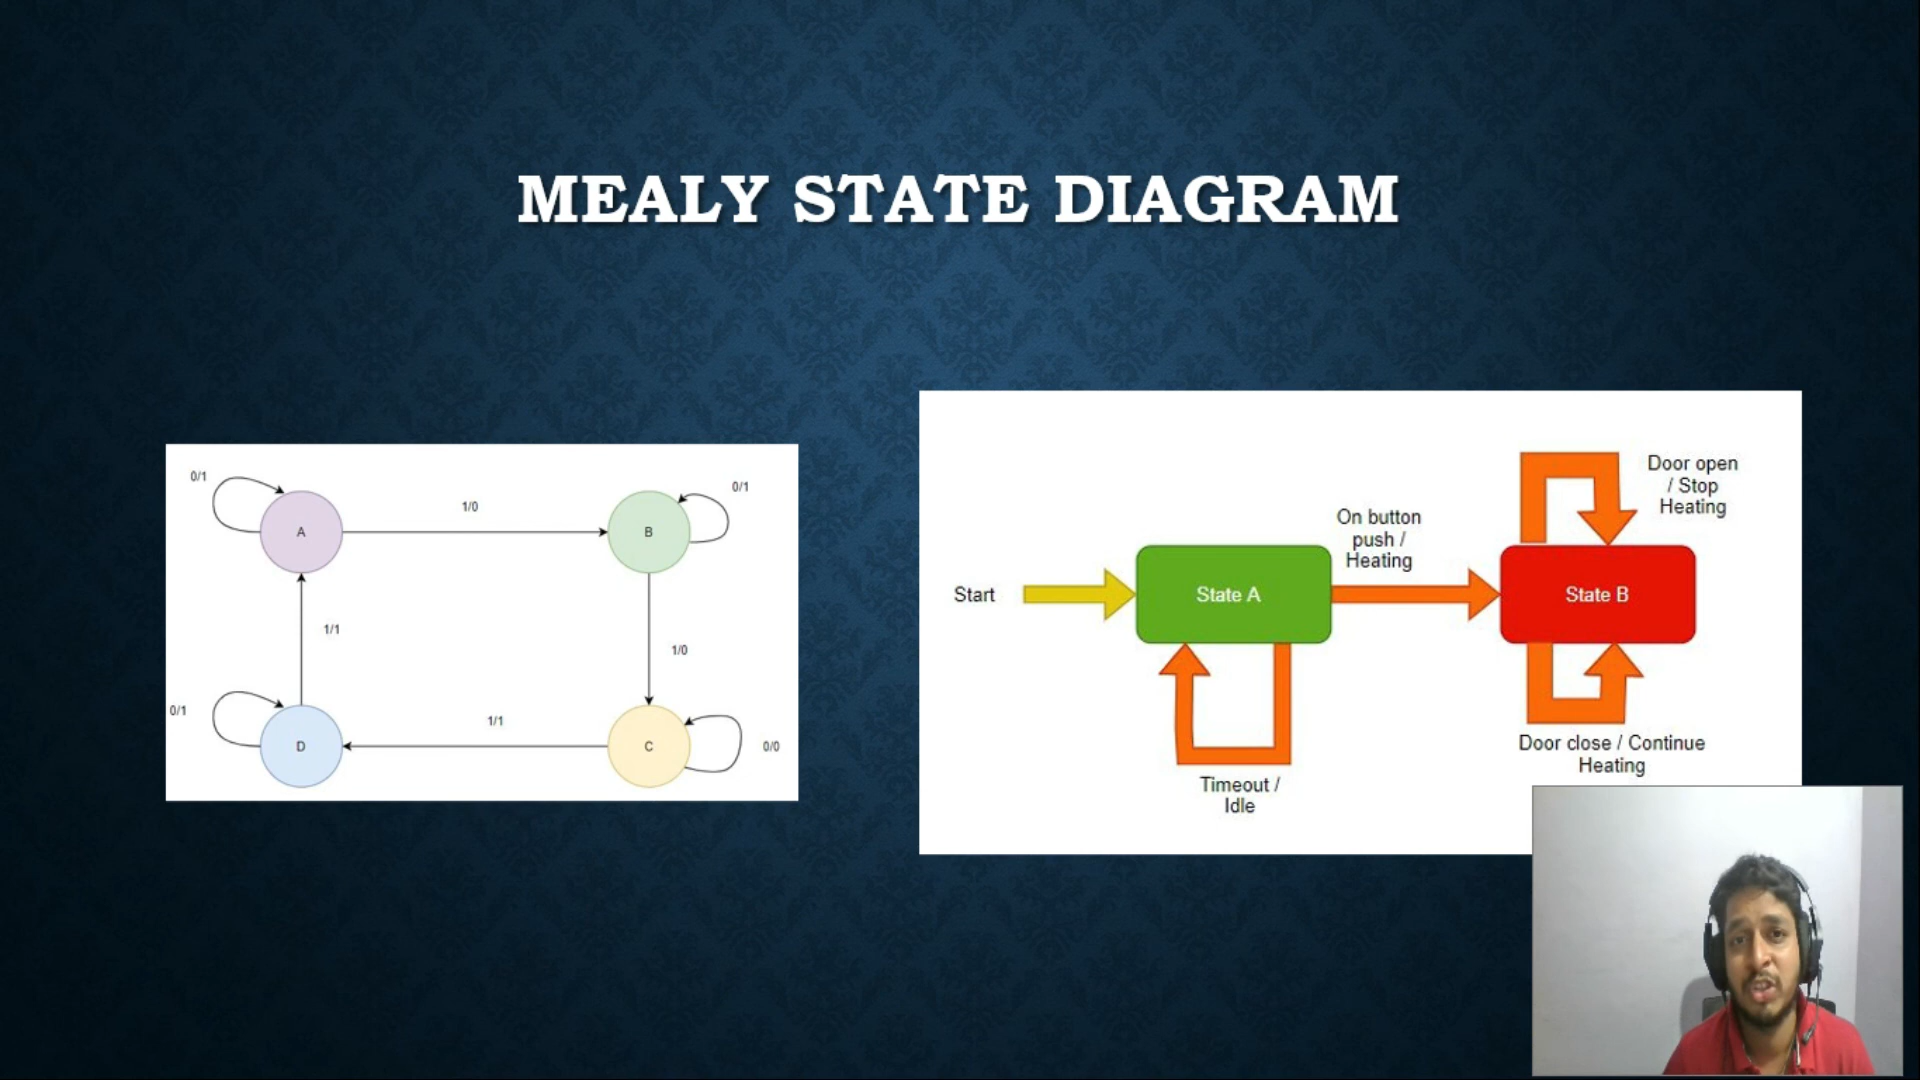 MEALY STATE DIAGRAM
0/1
A
1/0
B
0/1
1/1
1/0
0/1
D
1/1
C
0/0
Start
State A
On button
push /
Heating
State B
Door open
/ Stop
Heating
Timeout /
Idle
Door close / Continue
Heating